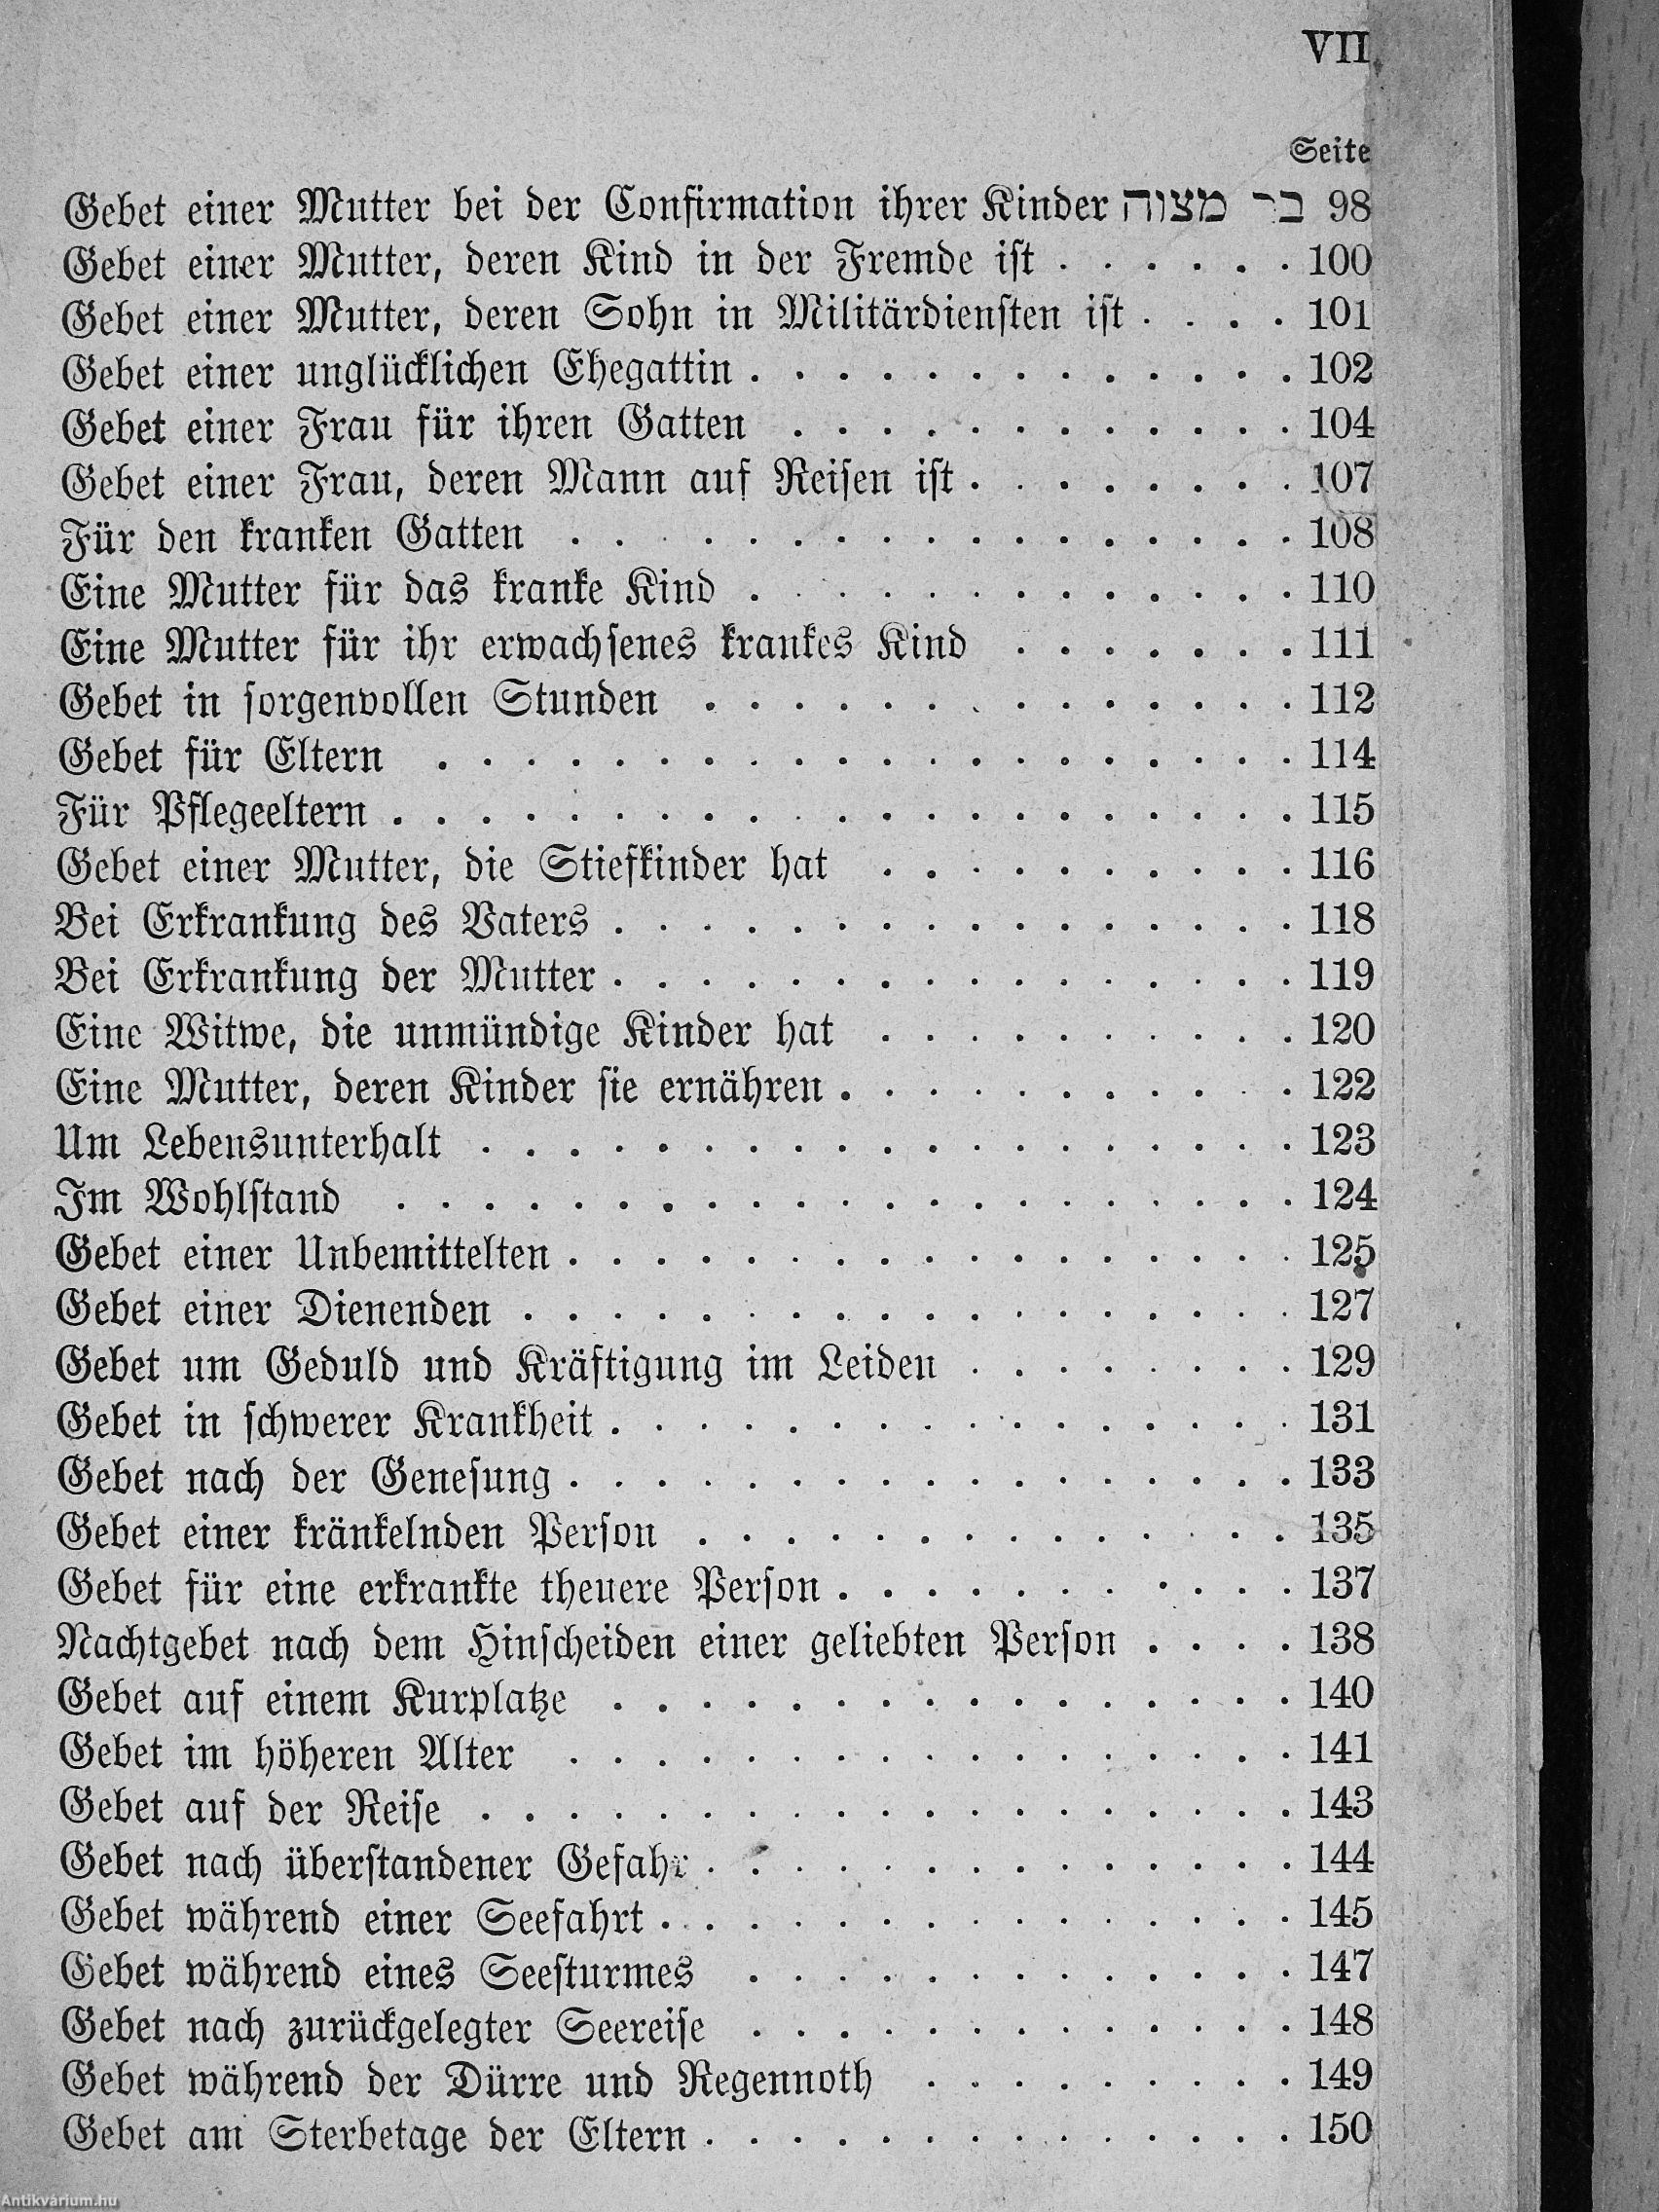 VII
Seite
Gebet einer Mutter bei der Confirmation ihrer Kinder בר מצוה 98
Gebet einer Mutter, deren Kind in der Fremde iſt . . . . . . 100
Gebet einer Mutter, deren Sohn in Militärdienſten iſt . . . . 101
Gebet einer unglücklichen Ehegattin . . . . . . . . . . . . . 102
Gebet einer Frau für ihren Gatten . . . . . . . . . . . . 104
Gebet einer Frau, deren Mann auf Reiſen iſt . . . . . . . . 107
Für den kranken Gatten . . . . . . . . . . . . . . . . . 108
Eine Mutter für das kranke Kind . . . . . . . . . . . . . 110
Eine Mutter für ihr erwachſenes krankes Kind . . . . . . . 111
Gebet in ſorgenvollen Stunden . . . . . . . . . . . . . . 112
Gebet für Eltern . . . . . . . . . . . . . . . . . . . . 114
Für Pflegeeltern . . . . . . . . . . . . . . . . . . . . . 115
Gebet einer Mutter, die Stiefkinder hat . . . . . . . . . . 116
Bei Erkrankung des Vaters . . . . . . . . . . . . . . . . 118
Bei Erkrankung der Mutter . . . . . . . . . . . . . . . . 119
Eine Witwe, die unmündige Kinder hat . . . . . . . . . . 120
Eine Mutter, deren Kinder ſie ernähren . . . . . . . . . . . 122
Um Lebensunterhalt . . . . . . . . . . . . . . . . . . . 123
Im Wohlſtand . . . . . . . . . . . . . . . . . . . . . 124
Gebet einer Unbemittelten . . . . . . . . . . . . . . . . . 125
Gebet einer Dienenden . . . . . . . . . . . . . . . . . . 127
Gebet um Geduld und Kräftigung im Leiden . . . . . . . . 129
Gebet in ſchwerer Krankheit . . . . . . . . . . . . . . . . 131
Gebet nach der Geneſung . . . . . . . . . . . . . . . . . 133
Gebet einer kränkelnden Perſon . . . . . . . . . . . . . . 135
Gebet für eine erkrankte theuere Perſon . . . . . . . . . . . 137
Nachtgebet nach dem Hinſcheiden einer geliebten Perſon . . . . 138
Gebet auf einem Kurplatze . . . . . . . . . . . . . . . . 140
Gebet im höheren Alter . . . . . . . . . . . . . . . . . 141
Gebet auf der Reiſe . . . . . . . . . . . . . . . . . . . 143
Gebet nach überſtandener Gefahr . . . . . . . . . . . . . . 144
Gebet während einer Seefahrt . . . . . . . . . . . . . . . 145
Gebet während eines Seeſturmes . . . . . . . . . . . . . 147
Gebet nach zurückgelegter Seereiſe . . . . . . . . . . . . . 148
Gebet während der Dürre und Regennoth . . . . . . . . . 149
Gebet am Sterbetage der Eltern . . . . . . . . . . . . . . 150
Antikvárium.hu